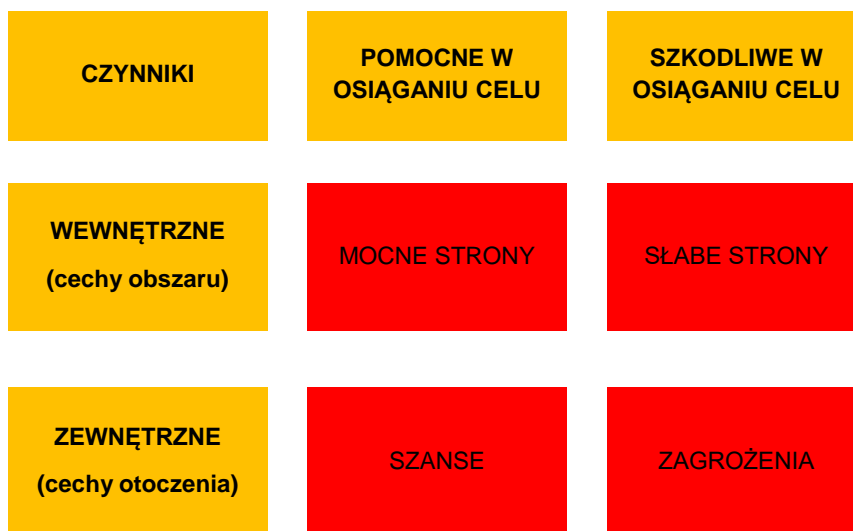 CZYNNIKI
POMOCNE W
OSIĄGANIU CELU
SZKODLIWE W
OSIĄGANIU CELU
WEWNĘTRZNE
(cechy obszaru)
MOCNE STRONY
SŁABE STRONY
ZEWNĘTRZNE
(cechy otoczenia)
SZANSE
ZAGROŻENIA